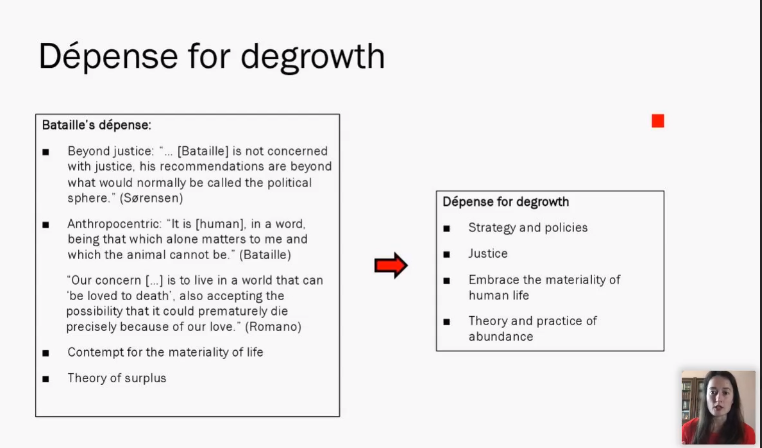 Dépense for degrowth
Bataille's dépense:
■ Beyond justice: "... [Bataille] is not concerned
with justice, his recommendations are beyond
what would normally be called the political
sphere." (Sørensen)
■ Anthropocentric: "It is [human], in a word,
being that which alone matters to me and
which the animal cannot be." (Bataille)
"Our concern [...] is to live in a world that can
'be loved to death', also accepting the
possibility that it could prematurely die
precisely because of our love." (Romano)
■ Contempt for the materiality of life
■ Theory of surplus
Dépense for degrowth
■ Strategy and policies
■ Justice
■ Embrace the materiality of
human life
■ Theory and practice of
abundance